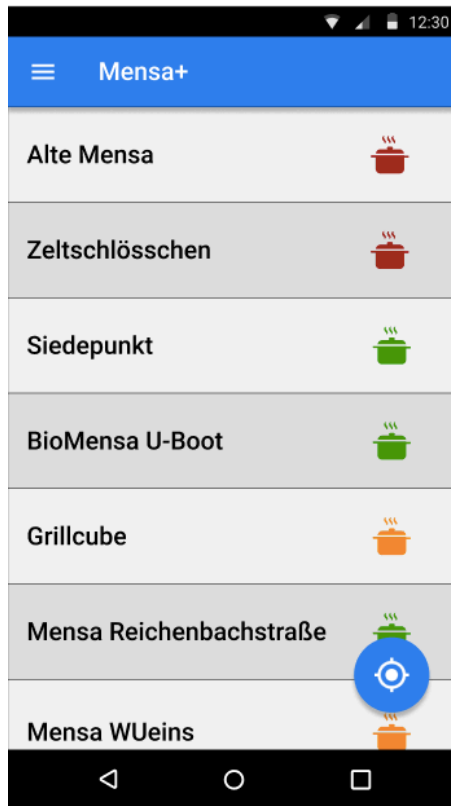 12:30
Mensa+
Alte Mensa
Zeltschlösschen
Siedepunkt
BioMensa U-Boot
Grillcube
Mensa Reichenbachstraße
Mensa WUeins